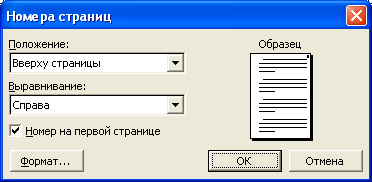 Номера страниц
Положение:
Образец
Вверху страницы
Выравнивание:
Справа
Номер на первой странице
Формат...
ОК
Отмена